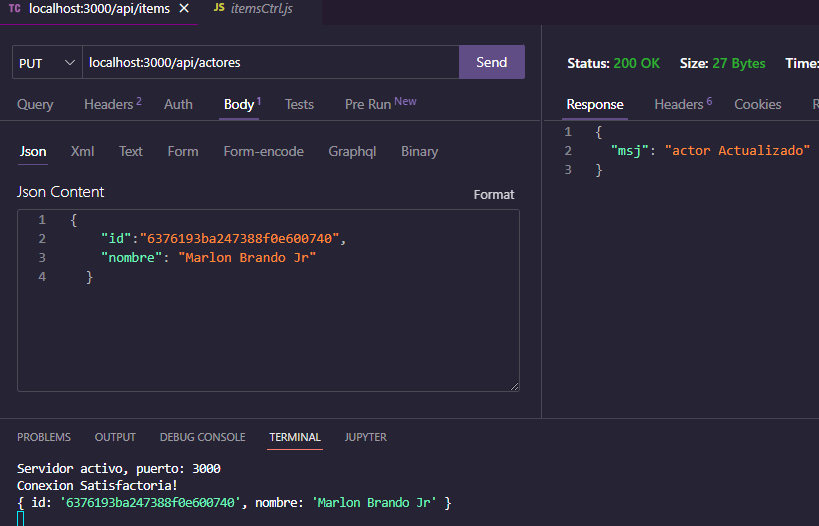 TC localhost:3000/api/items ✕ JS itemsCtrl.js
PUT localhost:3000/api/actores Send
Status: 200 OK Size: 27 Bytes Time:
Query Headers 2 Auth Body 1 Tests Pre Run New
Response Headers 6 Cookies R
Json Xml Text Form Form-encode Graphql Binary
Json Content
Format
1 {
2 "id":"6376193ba247388f0e600740",
3 "nombre": "Marlon Brando Jr"
4 }
1 {
2 "msj": "actor Actualizado"
3 }
PROBLEMS OUTPUT DEBUG CONSOLE TERMINAL JUPYTER
Servidor activo, puerto: 3000
Conexion Satisfactoria!
{ id: '6376193ba247388f0e600740', nombre: 'Marlon Brando Jr' }